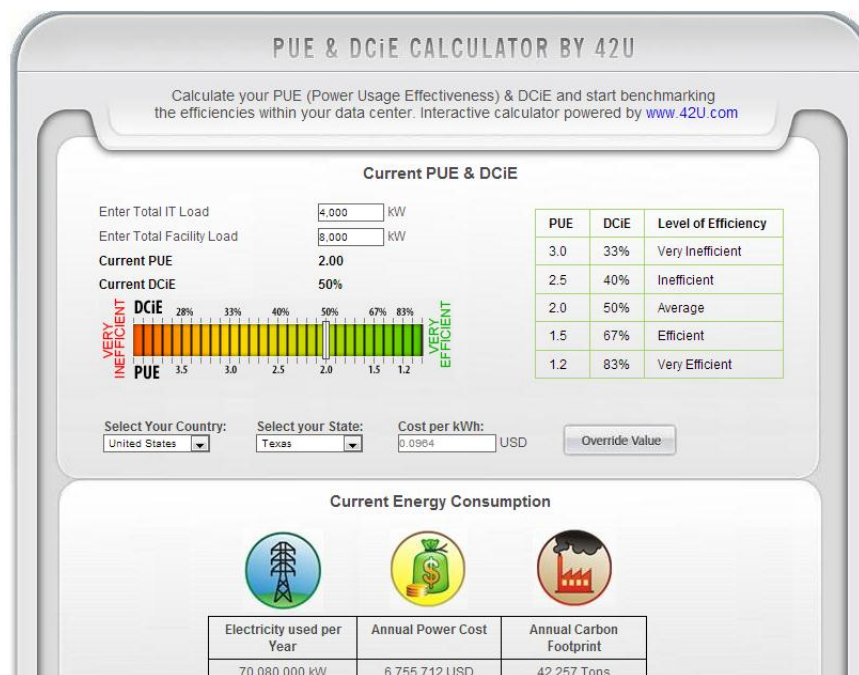 PUE & DCiE CALCULATOR BY 42U
Calculate your PUE (Power Usage Effectiveness) & DCiE and start benchmarking
the efficiencies within your data center. Interactive calculator powered by www.42U.com
Current PUE & DCiE
Enter Total IT Load 4,000 kW
Enter Total Facility Load 8,000 kW
Current PUE 2.00
Current DCiE 50%
VERY INEFFICIENT
DCiE 28% 33% 40% 50% 67% 83%
PUE 3.5 3.0 2.5 2.0 1.5 1.2
VERY EFFICIENT
PUE DCiE Level of Efficiency
3.0 33% Very Inefficient
2.5 40% Inefficient
2.0 50% Average
1.5 67% Efficient
1.2 83% Very Efficient
Select Your Country: Select your State: Cost per kWh:
United States Texas 0.0964 USD Override Value
Current Energy Consumption
$
Electricity used per Year Annual Power Cost Annual Carbon Footprint
70,080,000 kW 6,755,712 USD 42,257 Tons